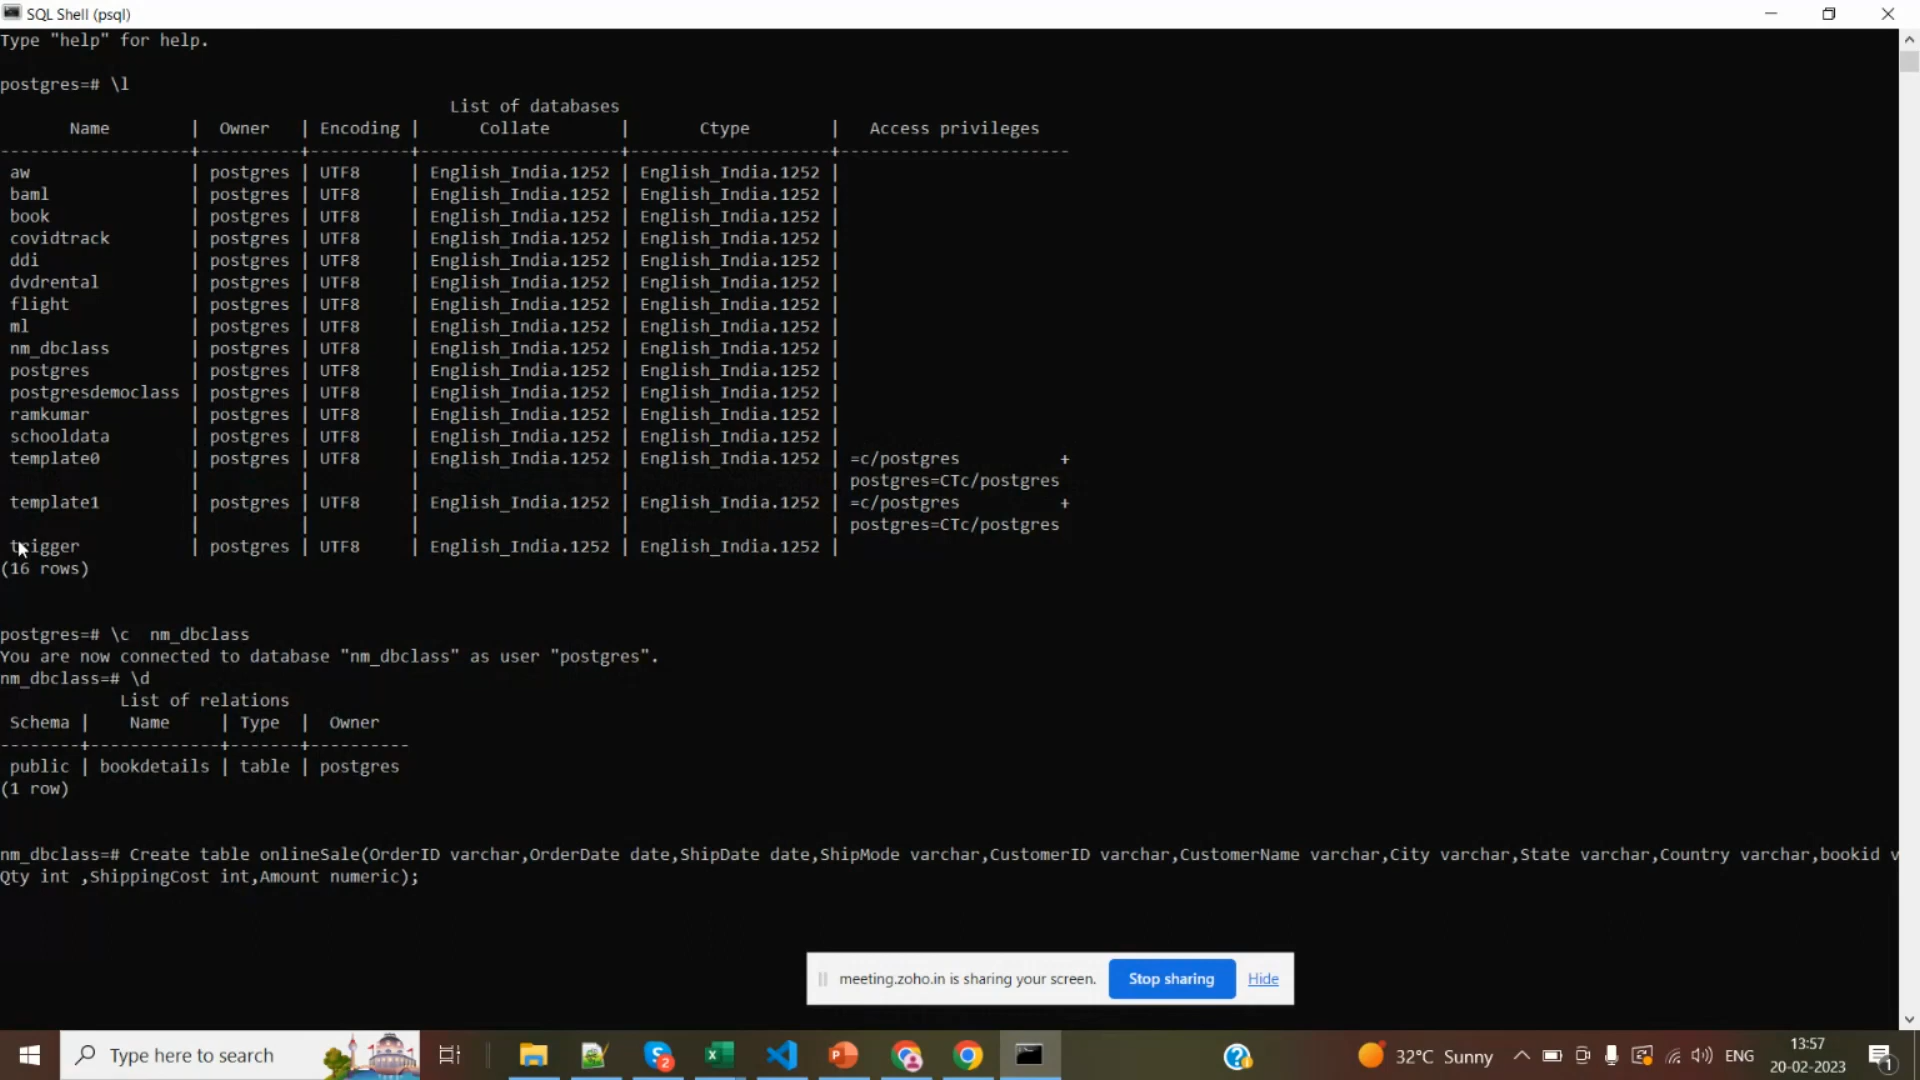 SQL Shell (psql)
Type "help" for help.
postgres=# \l
List of databases
Name | Owner | Encoding | Collate | Ctype | Access privileges
-------------------+----------+----------+---------------------+---------------------+-----------------------
aw | postgres | UTF8 | English_India.1252 | English_India.1252 |
baml | postgres | UTF8 | English_India.1252 | English_India.1252 |
book | postgres | UTF8 | English_India.1252 | English_India.1252 |
covidtrack | postgres | UTF8 | English_India.1252 | English_India.1252 |
ddi | postgres | UTF8 | English_India.1252 | English_India.1252 |
dvdrental | postgres | UTF8 | English_India.1252 | English_India.1252 |
flight | postgres | UTF8 | English_India.1252 | English_India.1252 |
ml | postgres | UTF8 | English_India.1252 | English_India.1252 |
nm_dbclass | postgres | UTF8 | English_India.1252 | English_India.1252 |
postgres | postgres | UTF8 | English_India.1252 | English_India.1252 |
postgresdemoclass | postgres | UTF8 | English_India.1252 | English_India.1252 |
ramkumar | postgres | UTF8 | English_India.1252 | English_India.1252 |
schooldata | postgres | UTF8 | English_India.1252 | English_India.1252 |
template0 | postgres | UTF8 | English_India.1252 | English_India.1252 | =c/postgres +
| | | | | postgres=CTc/postgres
template1 | postgres | UTF8 | English_India.1252 | English_India.1252 | =c/postgres +
| | | | | postgres=CTc/postgres
trigger | postgres | UTF8 | English_India.1252 | English_India.1252 |
(16 rows)
postgres=# \c  nm_dbclass
You are now connected to database "nm_dbclass" as user "postgres".
nm_dbclass=# \d
List of relations
Schema | Name | Type | Owner
--------+-------------+-------+----------
public | bookdetails | table | postgres
(1 row)
nm_dbclass=# Create table onlineSale(OrderID varchar,OrderDate date,ShipDate date,ShipMode varchar,CustomerID varchar,CustomerName varchar,City varchar,State varchar,Country varchar,bookid v
Qty int ,ShippingCost int,Amount numeric);
meeting.zoho.in is sharing your screen.
Stop sharing
Hide
Type here to search
2
32°C Sunny
ENG
13:57
20-02-2023
1